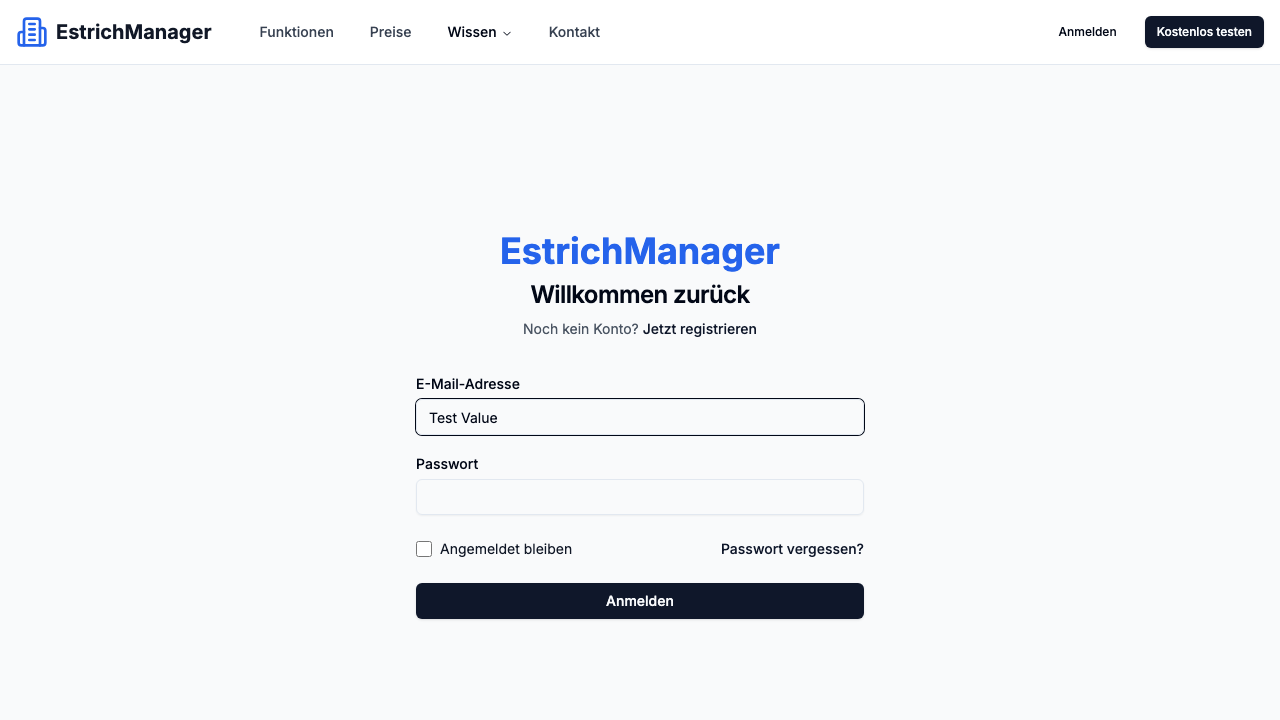 EstrichManager
Funktionen
Preise
Wissen
Kontakt
Anmelden
Kostenlos testen
EstrichManager
Willkommen zurück
Noch kein Konto? Jetzt registrieren
E-Mail-Adresse
Test Value
Passwort
Angemeldet bleiben
Passwort vergessen?
Anmelden